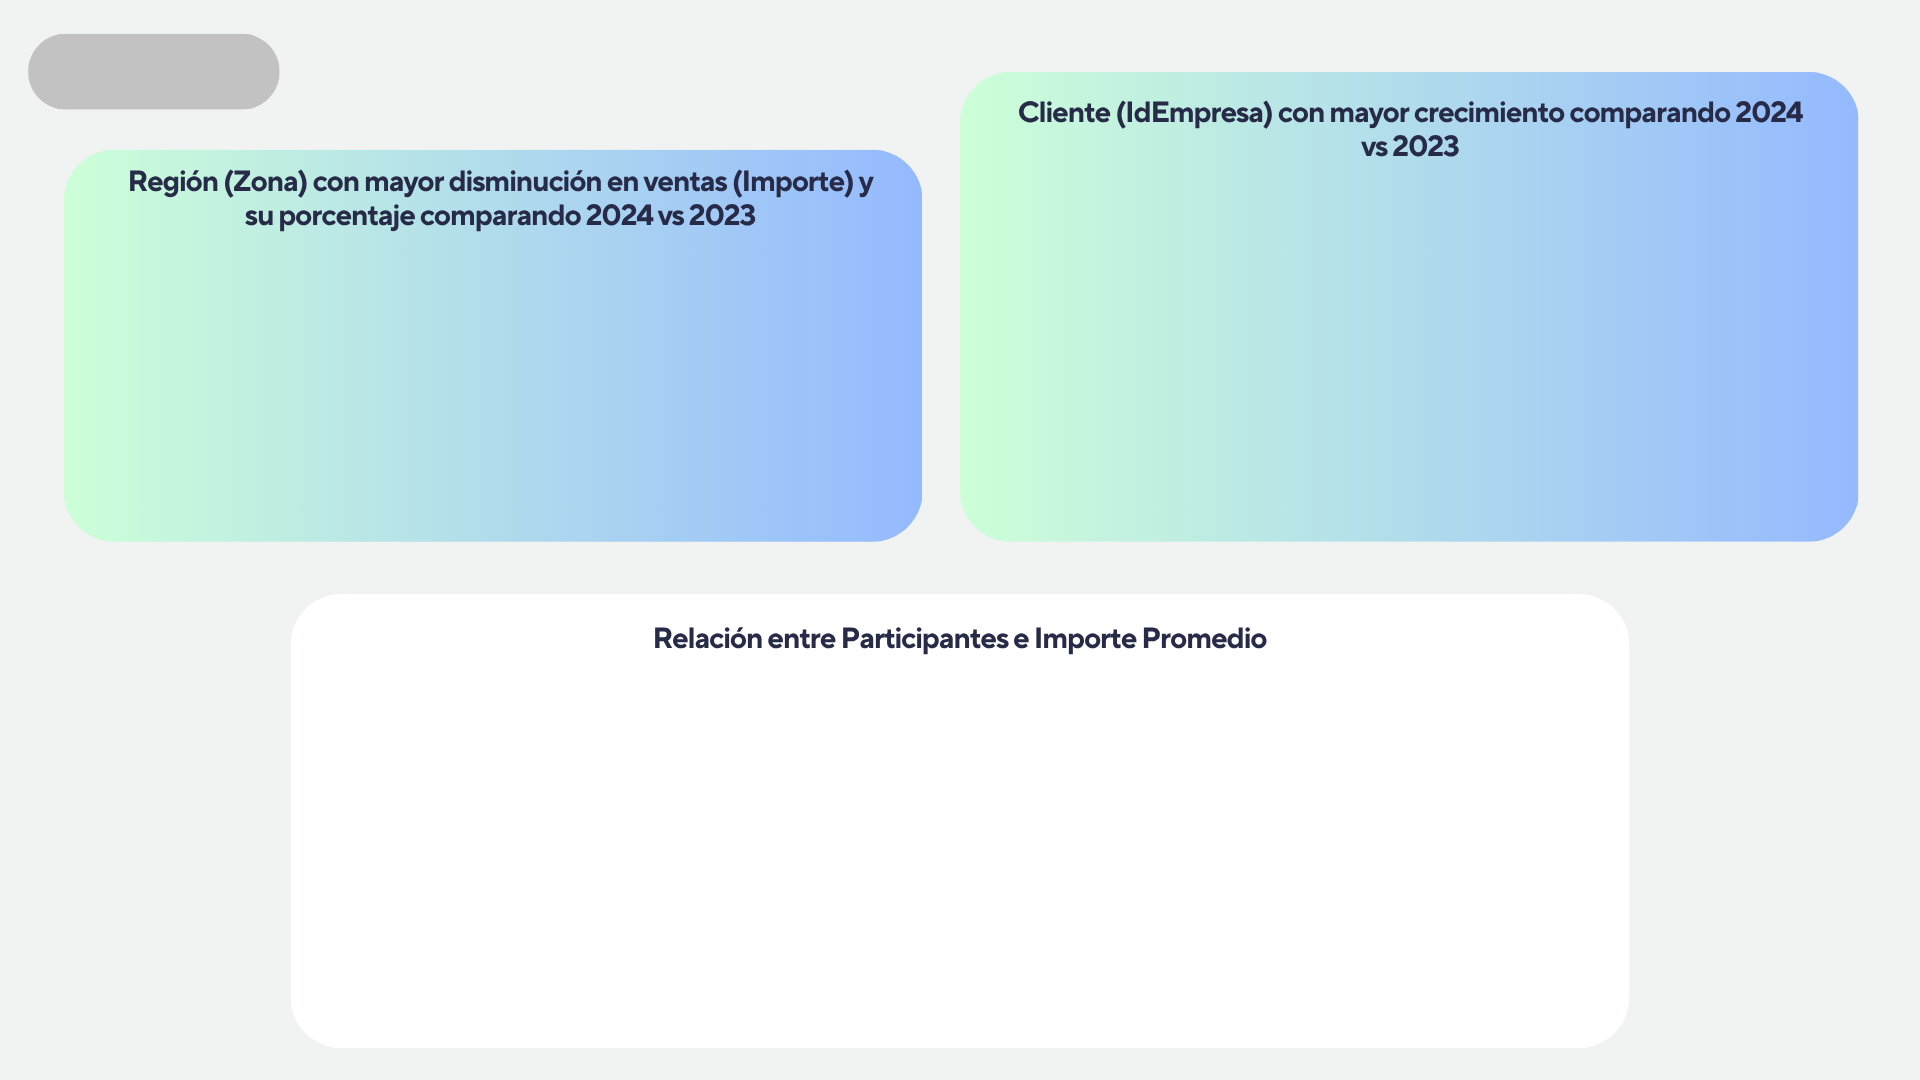 Región (Zona) con mayor disminución en ventas (Importe) y
su porcentaje comparando 2024 vs 2023
Cliente (IdEmpresa) con mayor crecimiento comparando 2024
vs 2023
Relación entre Participantes e Importe Promedio